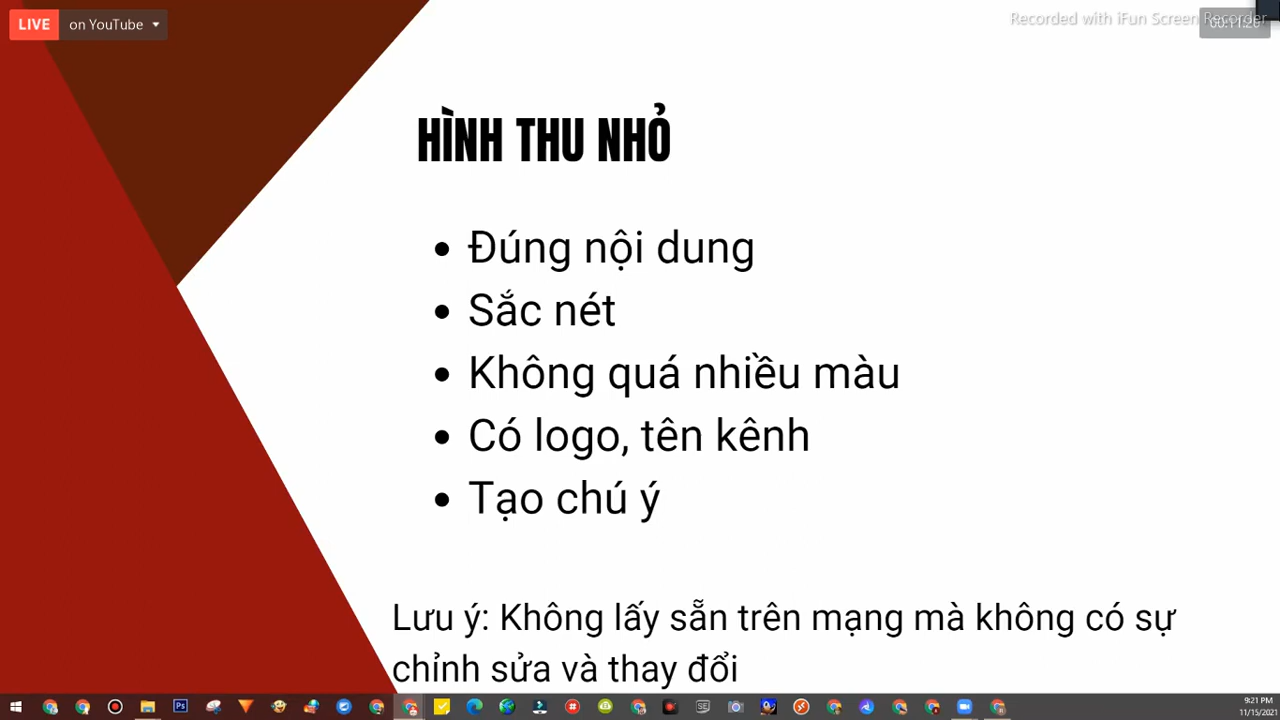 LIVE on YouTube
Recorded with iFun Screen Recorder
HÌNH THU NHỎ
Đúng nội dung
Sắc nét
Không quá nhiều màu
Có logo, tên kênh
Tạo chú ý
Lưu ý: Không lấy sẵn trên mạng mà không có sự
chỉnh sửa và thay đổi
9:21 PM
11/15/2021